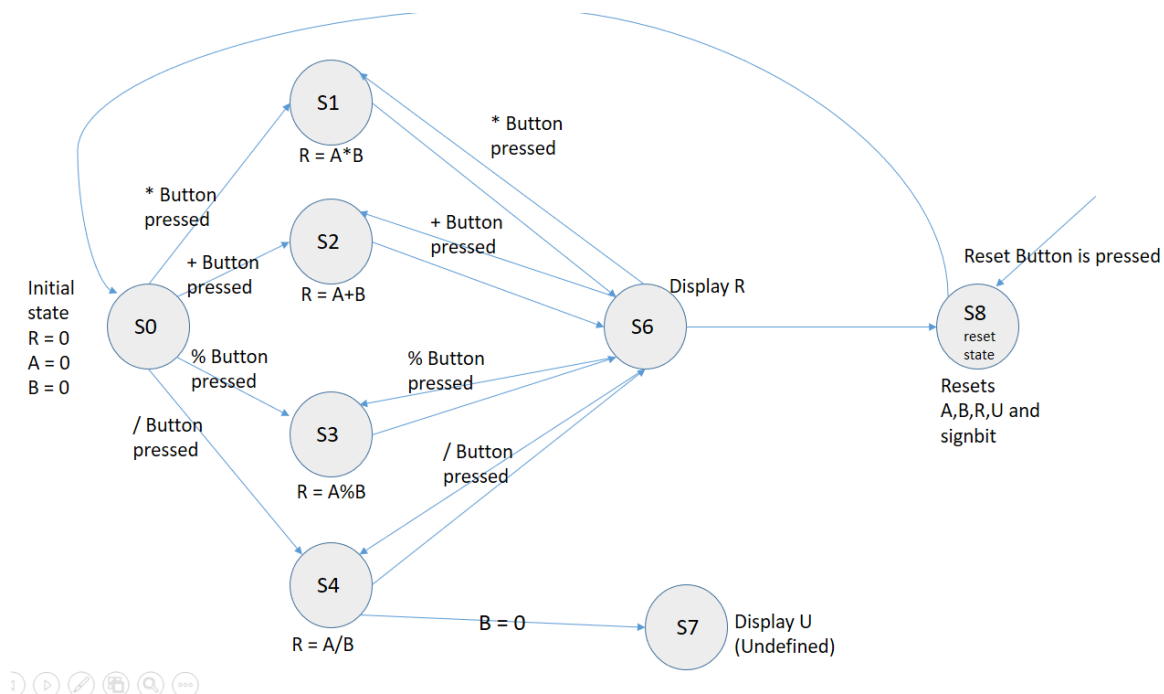 S1
R = A*B
* Button
pressed
* Button
pressed
S2
R = A+B
+ Button
pressed
+ Button
pressed
Initial
state
R = 0
A = 0
B = 0
S0
Display R
S6
Reset Button is pressed
S8
reset
state
Resets
A,B,R,U and
signbit
% Button
pressed
% Button
pressed
S3
R = A%B
/ Button
pressed
/ Button
pressed
S4
R = A/B
B = 0
S7
Display U
(Undefined)